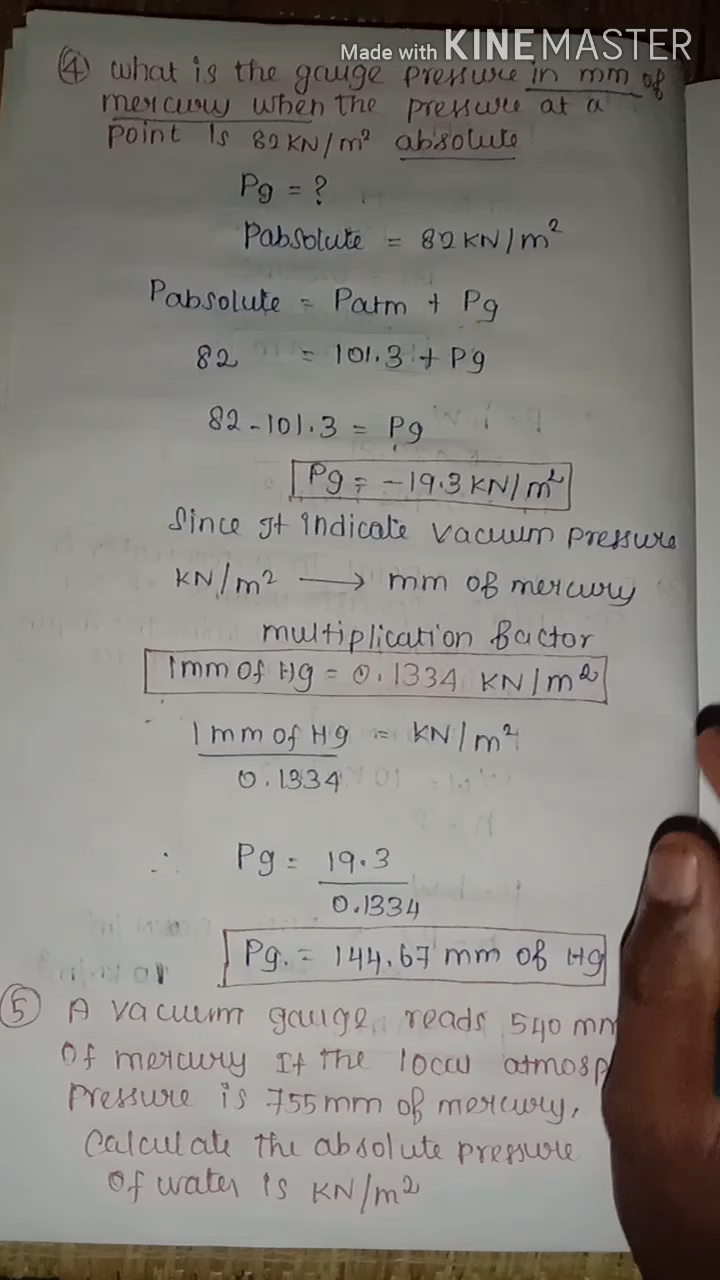 Made with KINEMASTER
④ What is the gauge pressure in mm of
mercury when the pressure at a
point is 82 KN/m² absolute
Pg = ?
Pabsolute = 82 KN/m²
Pabsolute = Patm + Pg
82 = 101.3 + Pg
82 - 101.3 = Pg
Pg = -19.3 KN/m²
Since It indicate vacuum pressure
KN/m² → mm of mercury
multiplication factor
1mm of Hg = 0.1334 KN/m²
1 mm of Hg = KN/m²
0.1334
∴ Pg = 19.3
0.1334
Pg. = 144.67 mm of Hg
⑤ A vacuum gauge reads 540 mm
of mercury If the local atmosp
pressure is 755mm of mercury,
Calculate the absolute pressure
of water is KN/m²